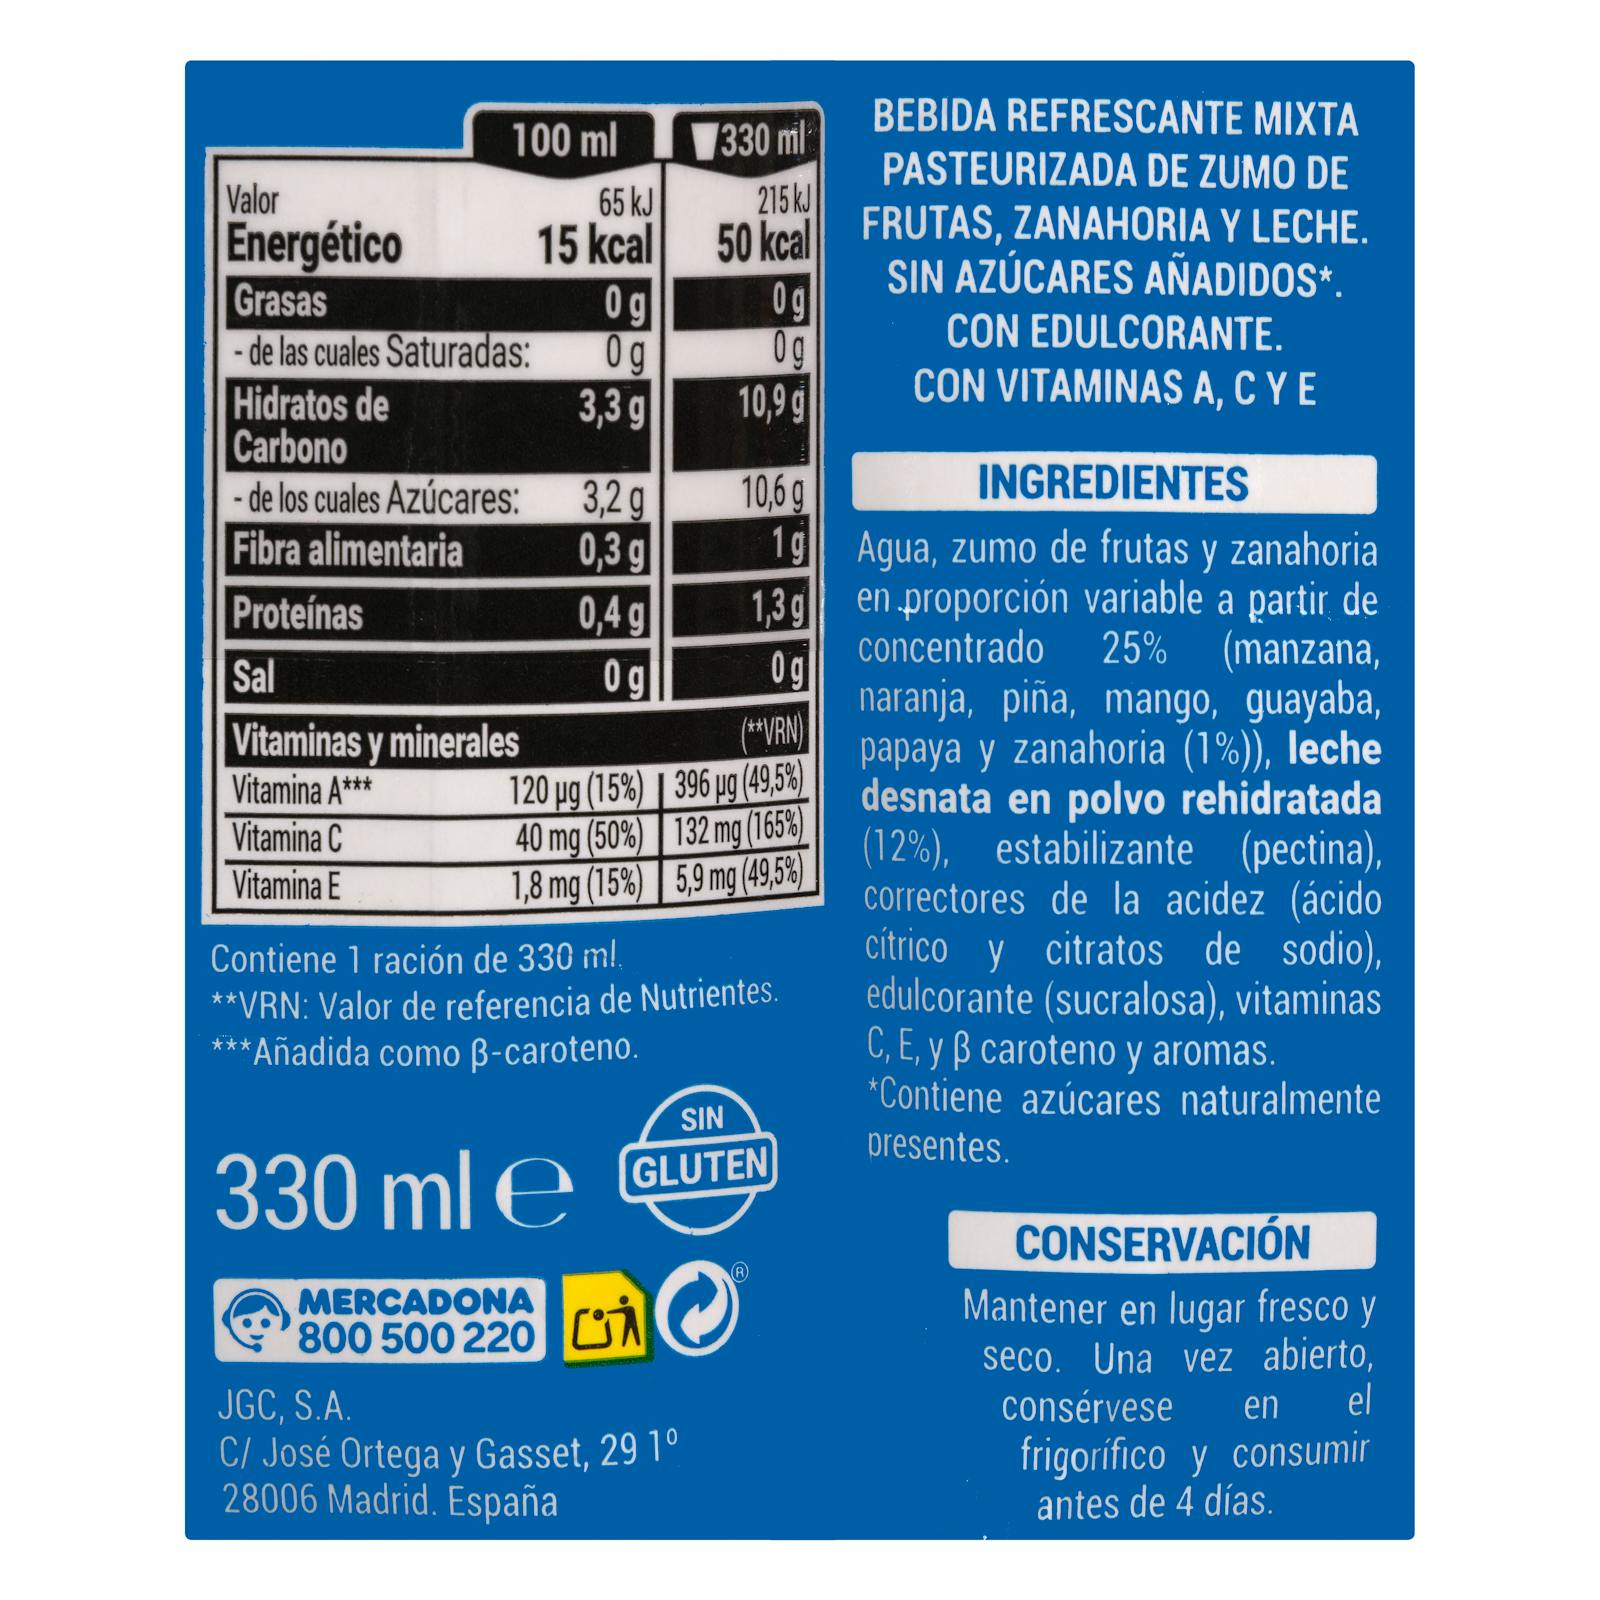 100 ml 330 ml
Valor 65 kJ 215 kJ
Energético 15 kcal 50 kcal
Grasas 0 g 0 g
- de las cuales Saturadas: 0 g 0 g
Hidratos de 3,3 g 10,9 g
Carbono
- de los cuales Azúcares: 3,2 g 10,6 g
Fibra alimentaria 0,3 g 1 g
Proteínas 0,4 g 1,3 g
Sal 0 g 0 g
Vitaminas y minerales (**VRN)
Vitamina A*** 120 µg (15%) 396 µg (49,5%)
Vitamina C 40 mg (50%) 132 mg (165%)
Vitamina E 1,8 mg (15%) 5,9 mg (49,5%)
Contiene 1 ración de 330 ml.
**VRN: Valor de referencia de Nutrientes.
***Añadida como β-caroteno.
330 ml e
SIN
GLUTEN
MERCADONA
800 500 220
®
JGC, S.A.
C/ José Ortega y Gasset, 29 1º
28006 Madrid. España
BEBIDA REFRESCANTE MIXTA
PASTEURIZADA DE ZUMO DE
FRUTAS, ZANAHORIA Y LECHE.
SIN AZÚCARES AÑADIDOS*.
CON EDULCORANTE.
CON VITAMINAS A, C Y E
INGREDIENTES
Agua, zumo de frutas y zanahoria
en proporción variable a partir de
concentrado 25% (manzana,
naranja, piña, mango, guayaba,
papaya y zanahoria (1%)), leche
desnata en polvo rehidratada
(12%), estabilizante (pectina),
correctores de la acidez (ácido
cítrico y citratos de sodio),
edulcorante (sucralosa), vitaminas
C, E, y β caroteno y aromas.
*Contiene azúcares naturalmente
presentes.
CONSERVACIÓN
Mantener en lugar fresco y
seco. Una vez abierto,
consérvese en el
frigorífico y consumir
antes de 4 días.